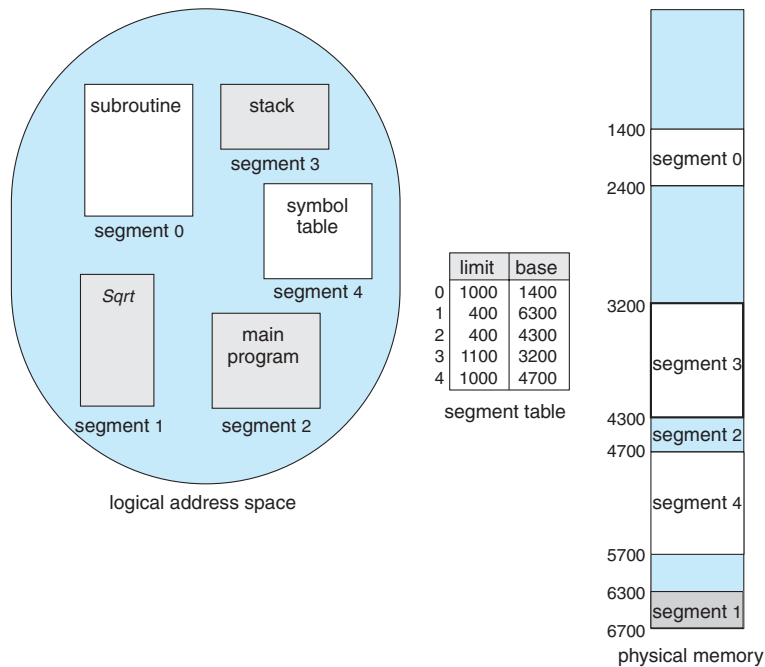 subroutine
segment 0
stack
segment 3
symbol
table
segment 4
Sqrt
segment 1
main
program
segment 2
logical address space
limit base
0 1000 1400
1 400 6300
2 400 4300
3 1100 3200
4 1000 4700
segment table
1400
segment 0
2400
3200
segment 3
4300
segment 2
4700
segment 4
5700
6300
segment 1
6700
physical memory